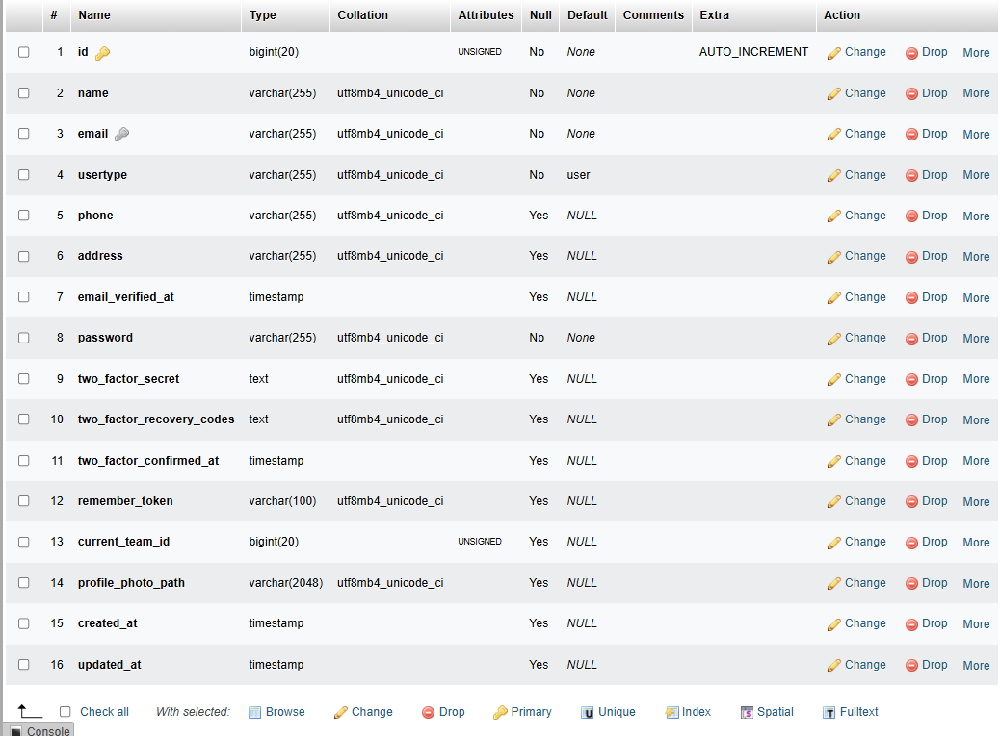 # Name Type Collation Attributes Null Default Comments Extra Action
1 id bigint(20) UNSIGNED No None AUTO_INCREMENT Change Drop More
2 name varchar(255) utf8mb4_unicode_ci No None Change Drop More
3 email varchar(255) utf8mb4_unicode_ci No None Change Drop More
4 usertype varchar(255) utf8mb4_unicode_ci No user Change Drop More
5 phone varchar(255) utf8mb4_unicode_ci Yes NULL Change Drop More
6 address varchar(255) utf8mb4_unicode_ci Yes NULL Change Drop More
7 email_verified_at timestamp Yes NULL Change Drop More
8 password varchar(255) utf8mb4_unicode_ci No None Change Drop More
9 two_factor_secret text utf8mb4_unicode_ci Yes NULL Change Drop More
10 two_factor_recovery_codes text utf8mb4_unicode_ci Yes NULL Change Drop More
11 two_factor_confirmed_at timestamp Yes NULL Change Drop More
12 remember_token varchar(100) utf8mb4_unicode_ci Yes NULL Change Drop More
13 current_team_id bigint(20) UNSIGNED Yes NULL Change Drop More
14 profile_photo_path varchar(2048) utf8mb4_unicode_ci Yes NULL Change Drop More
15 created_at timestamp Yes NULL Change Drop More
16 updated_at timestamp Yes NULL Change Drop More
Check all With selected: Browse Change Drop Primary Unique Index Spatial Fulltext
Console